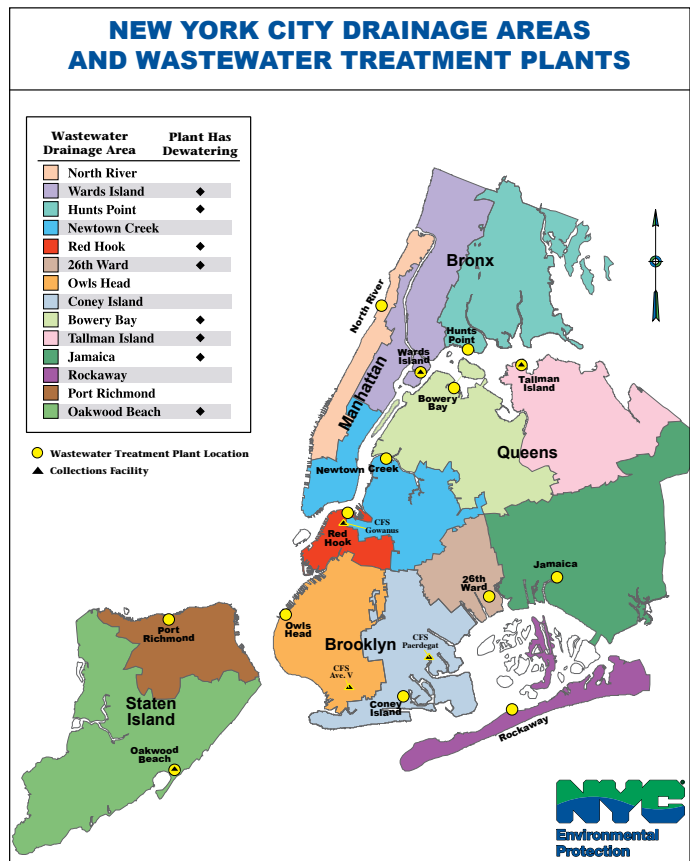 NEW YORK CITY DRAINAGE AREAS
AND WASTEWATER TREATMENT PLANTS
Wastewater Plant Has
Drainage Area Dewatering
North River
Wards Island ◆
Hunts Point ◆
Newtown Creek
Red Hook ◆
26th Ward ◆
Owls Head
Coney Island
Bowery Bay ◆
Tallman Island ◆
Jamaica ◆
Rockaway
Port Richmond
Oakwood Beach ◆
Wastewater Treatment Plant Location
Collections Facility
Bronx
North River
Hunts
Point
Wards
Island
Manhattan
Tallman
Island
Bowery
Bay
Queens
Newtown Creek
CFS
Gowanus
Red
Hook
Jamaica
26th
Ward
Owls
Head
Brooklyn
CFS
Paerdegat
CFS
Ave. V
Coney
Island
Rockaway
Port
Richmond
Staten
Island
Oakwood
Beach
NYC
Environmental
Protection